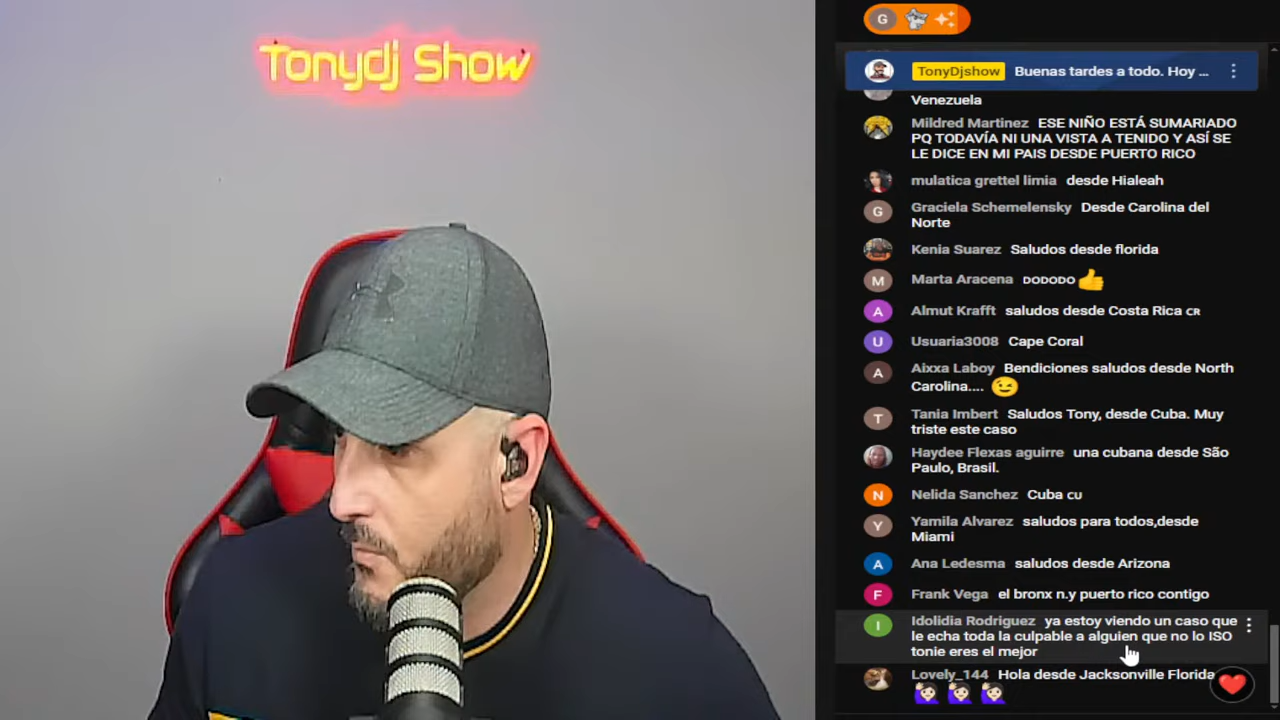 Tonydj Show
G
TonyDjshow Buenas tardes a todo. Hoy ...
Venezuela
Mildred Martinez ESE NIÑO ESTÁ SUMARIADO
PQ TODAVÍA NI UNA VISTA A TENIDO Y ASÍ SE
LE DICE EN MI PAIS DESDE PUERTO RICO
mulatica grettel limia desde Hialeah
G Graciela Schemelensky Desde Carolina del
Norte
Kenia Suarez Saludos desde florida
M Marta Aracena DODODO 👍
A Almut Krafft saludos desde Costa Rica CR
U Usuaria3008 Cape Coral
A Aixxa Laboy Bendiciones saludos desde North
Carolina.... 😉
T Tania Imbert Saludos Tony, desde Cuba. Muy
triste este caso
Haydee Flexas aguirre una cubana desde São
Paulo, Brasil.
N Nelida Sanchez Cuba CU
Y Yamila Alvarez saludos para todos,desde
Miami
A Ana Ledesma saludos desde Arizona
F Frank Vega el bronx n.y puerto rico contigo
I Idolidia Rodriguez ya estoy viendo un caso que
le echa toda la culpable a alguien que no lo ISO
tonie eres el mejor
Lovely_144 Hola desde Jacksonville Florida
🙋🏻‍♀️ 🙋🏻‍♀️ 🙋🏻‍♀️